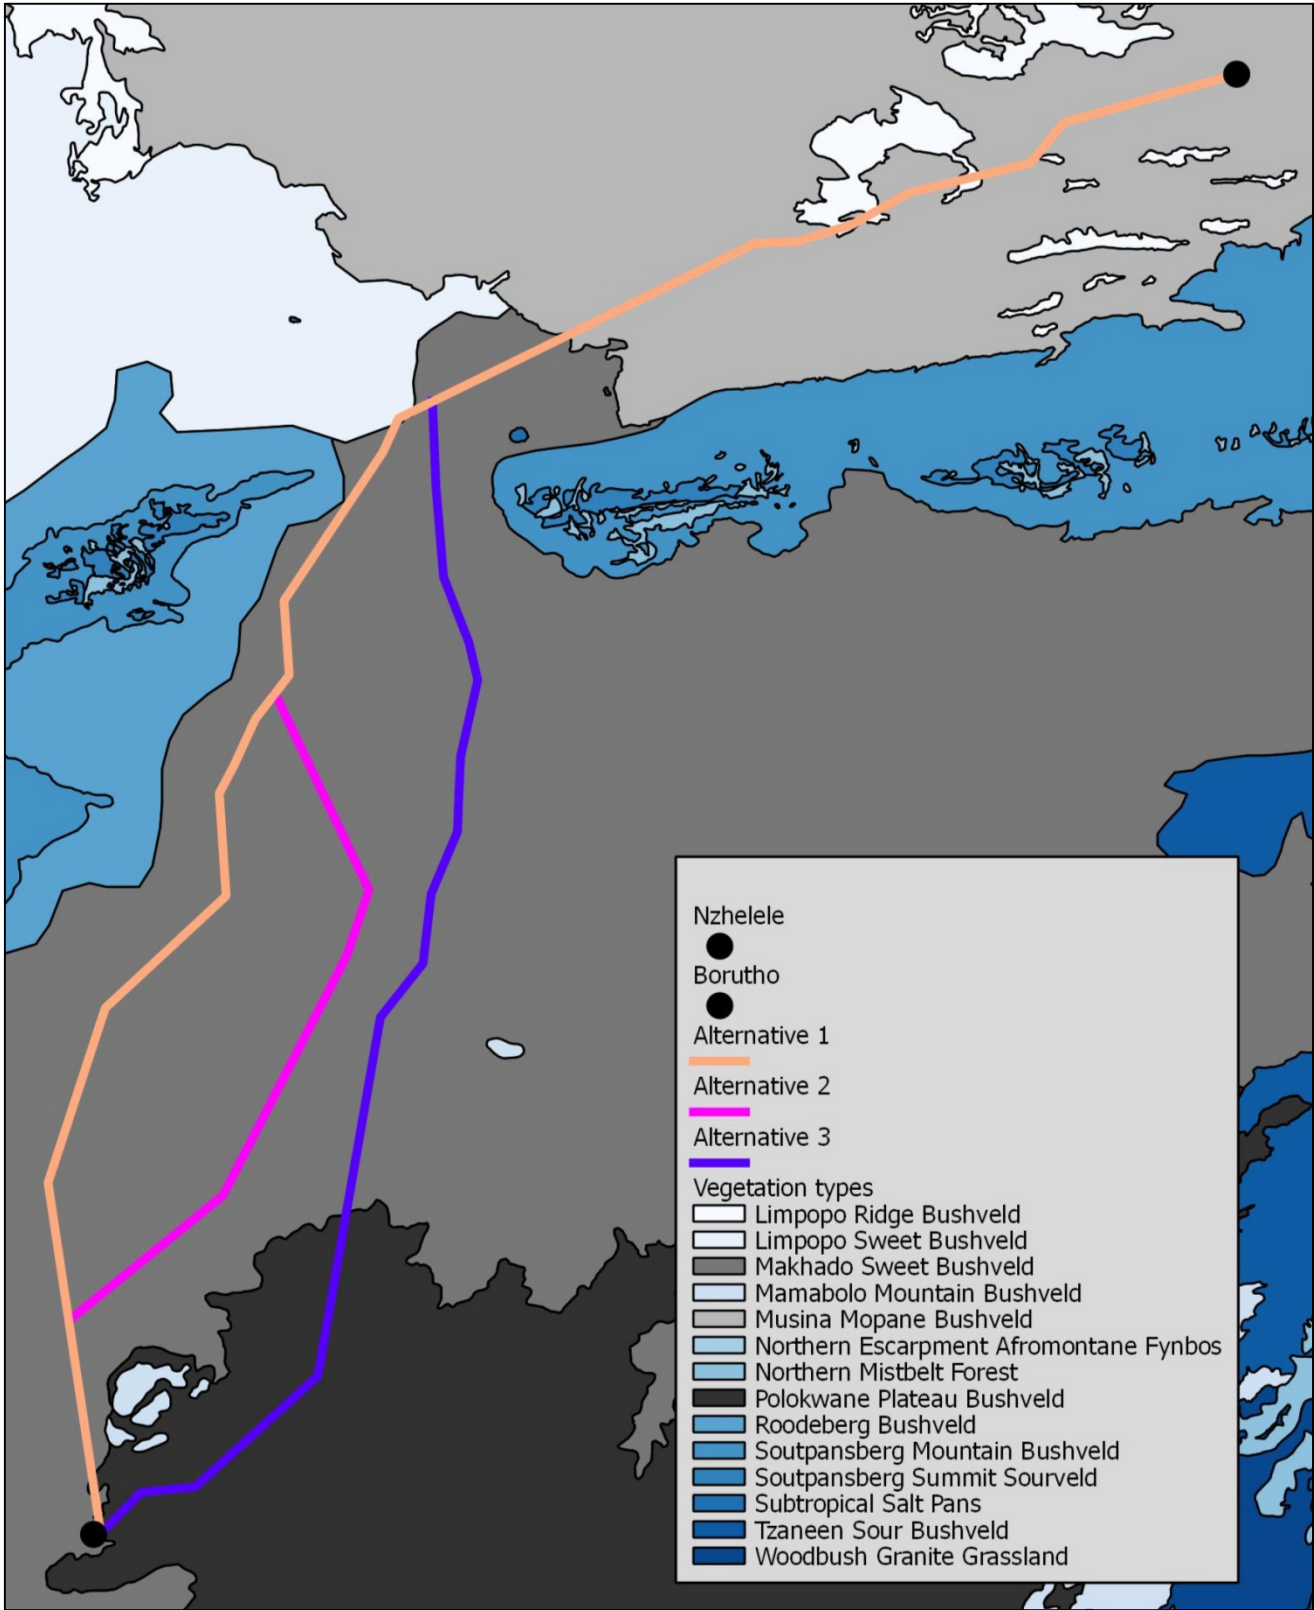 Nzhelele
Borutho
Alternative 1
Alternative 2
Alternative 3
Vegetation types
Limpopo Ridge Bushveld
Limpopo Sweet Bushveld
Makhado Sweet Bushveld
Mamabolo Mountain Bushveld
Musina Mopane Bushveld
Northern Escarpment Afromontane Fynbos
Northern Mistbelt Forest
Polokwane Plateau Bushveld
Roodeberg Bushveld
Soutpansberg Mountain Bushveld
Soutpansberg Summit Sourveld
Subtropical Salt Pans
Tzaneen Sour Bushveld
Woodbush Granite Grassland